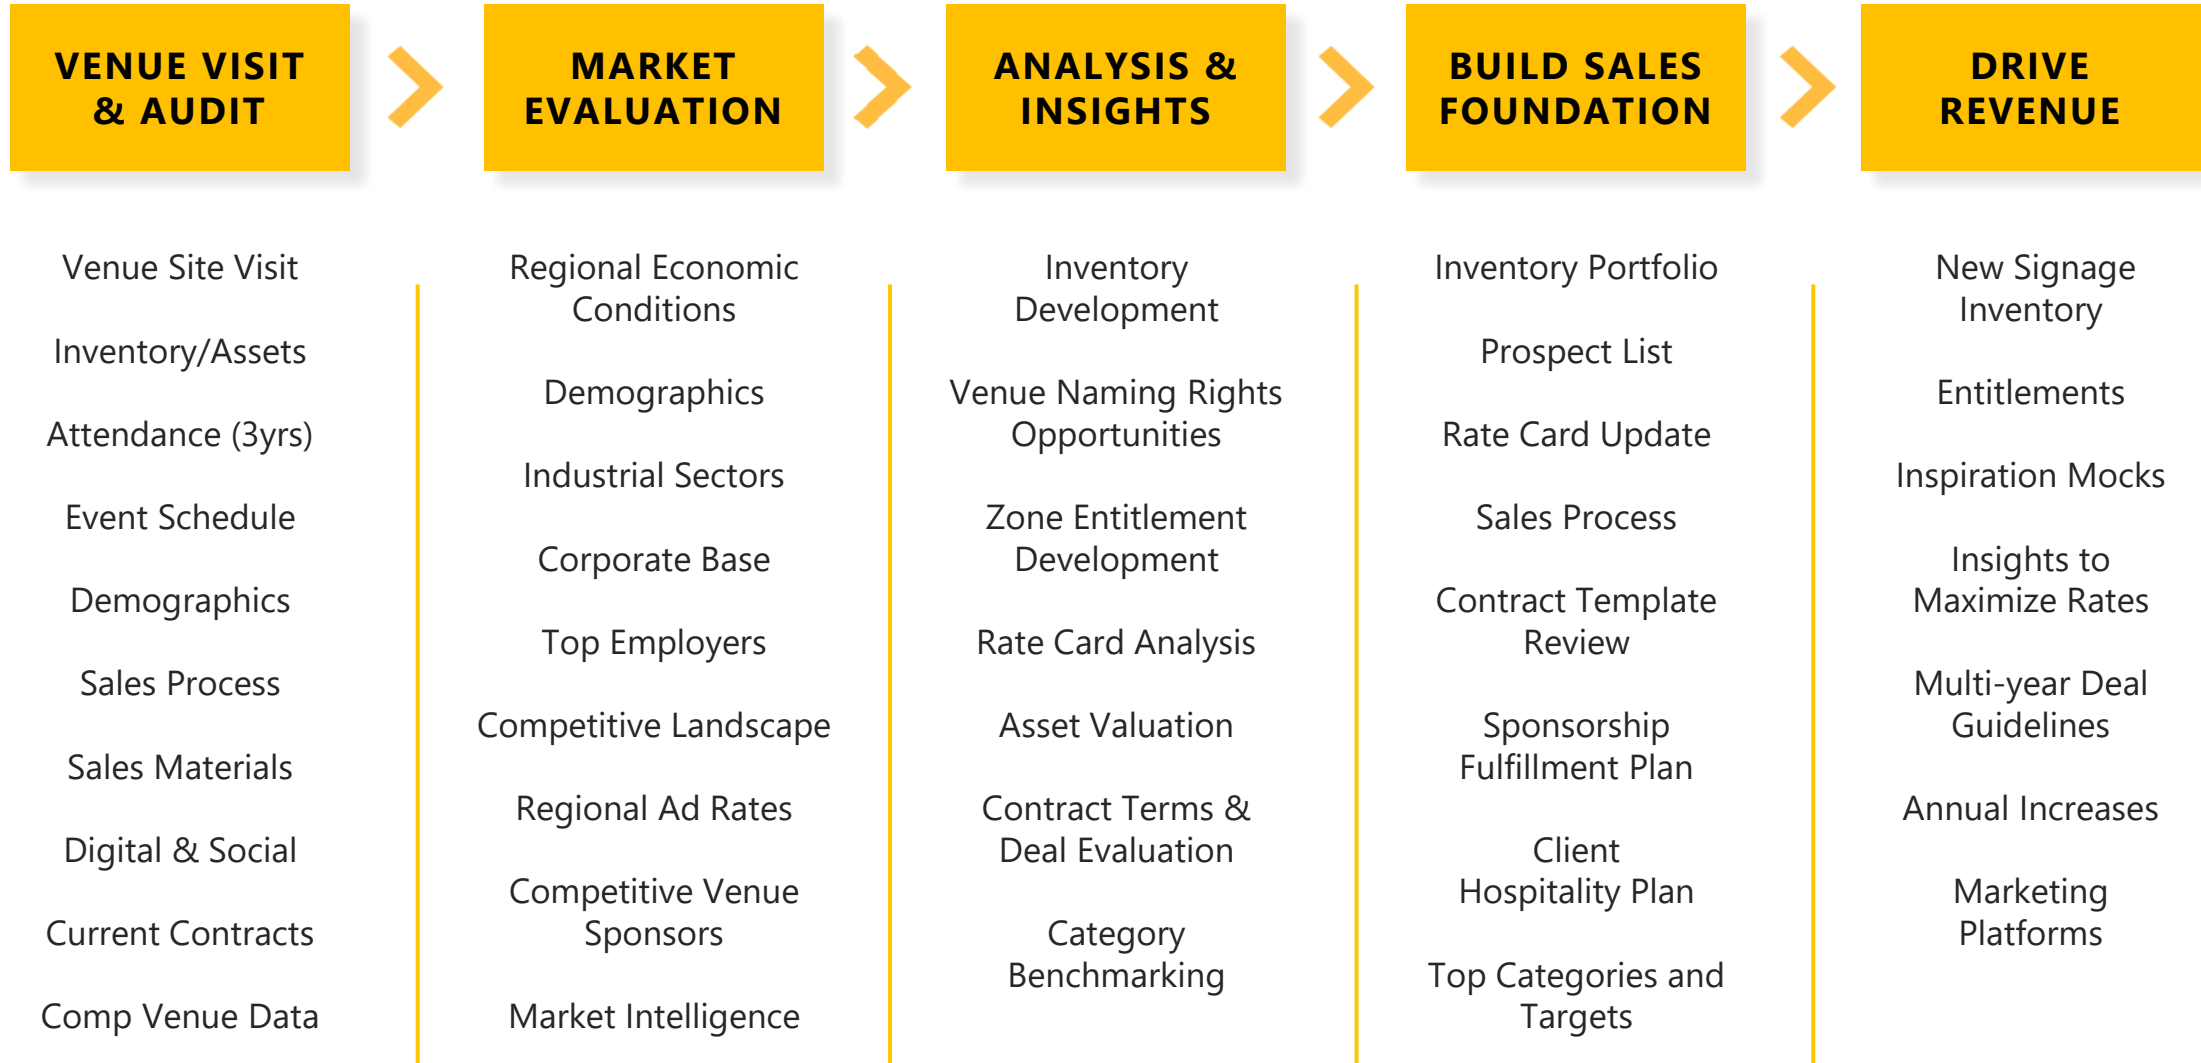 VENUE VISIT
& AUDIT
MARKET
EVALUATION
ANALYSIS &
INSIGHTS
BUILD SALES
FOUNDATION
DRIVE
REVENUE
Venue Site Visit
Inventory/Assets
Attendance (3yrs)
Event Schedule
Demographics
Sales Process
Sales Materials
Digital & Social
Current Contracts
Comp Venue Data
Regional Economic
Conditions
Demographics
Industrial Sectors
Corporate Base
Top Employers
Competitive Landscape
Regional Ad Rates
Competitive Venue
Sponsors
Market Intelligence
Inventory
Development
Venue Naming Rights
Opportunities
Zone Entitlement
Development
Rate Card Analysis
Asset Valuation
Contract Terms &
Deal Evaluation
Category
Benchmarking
Inventory Portfolio
Prospect List
Rate Card Update
Sales Process
Contract Template
Review
Sponsorship
Fulfillment Plan
Client
Hospitality Plan
Top Categories and
Targets
New Signage
Inventory
Entitlements
Inspiration Mocks
Insights to
Maximize Rates
Multi-year Deal
Guidelines
Annual Increases
Marketing
Platforms